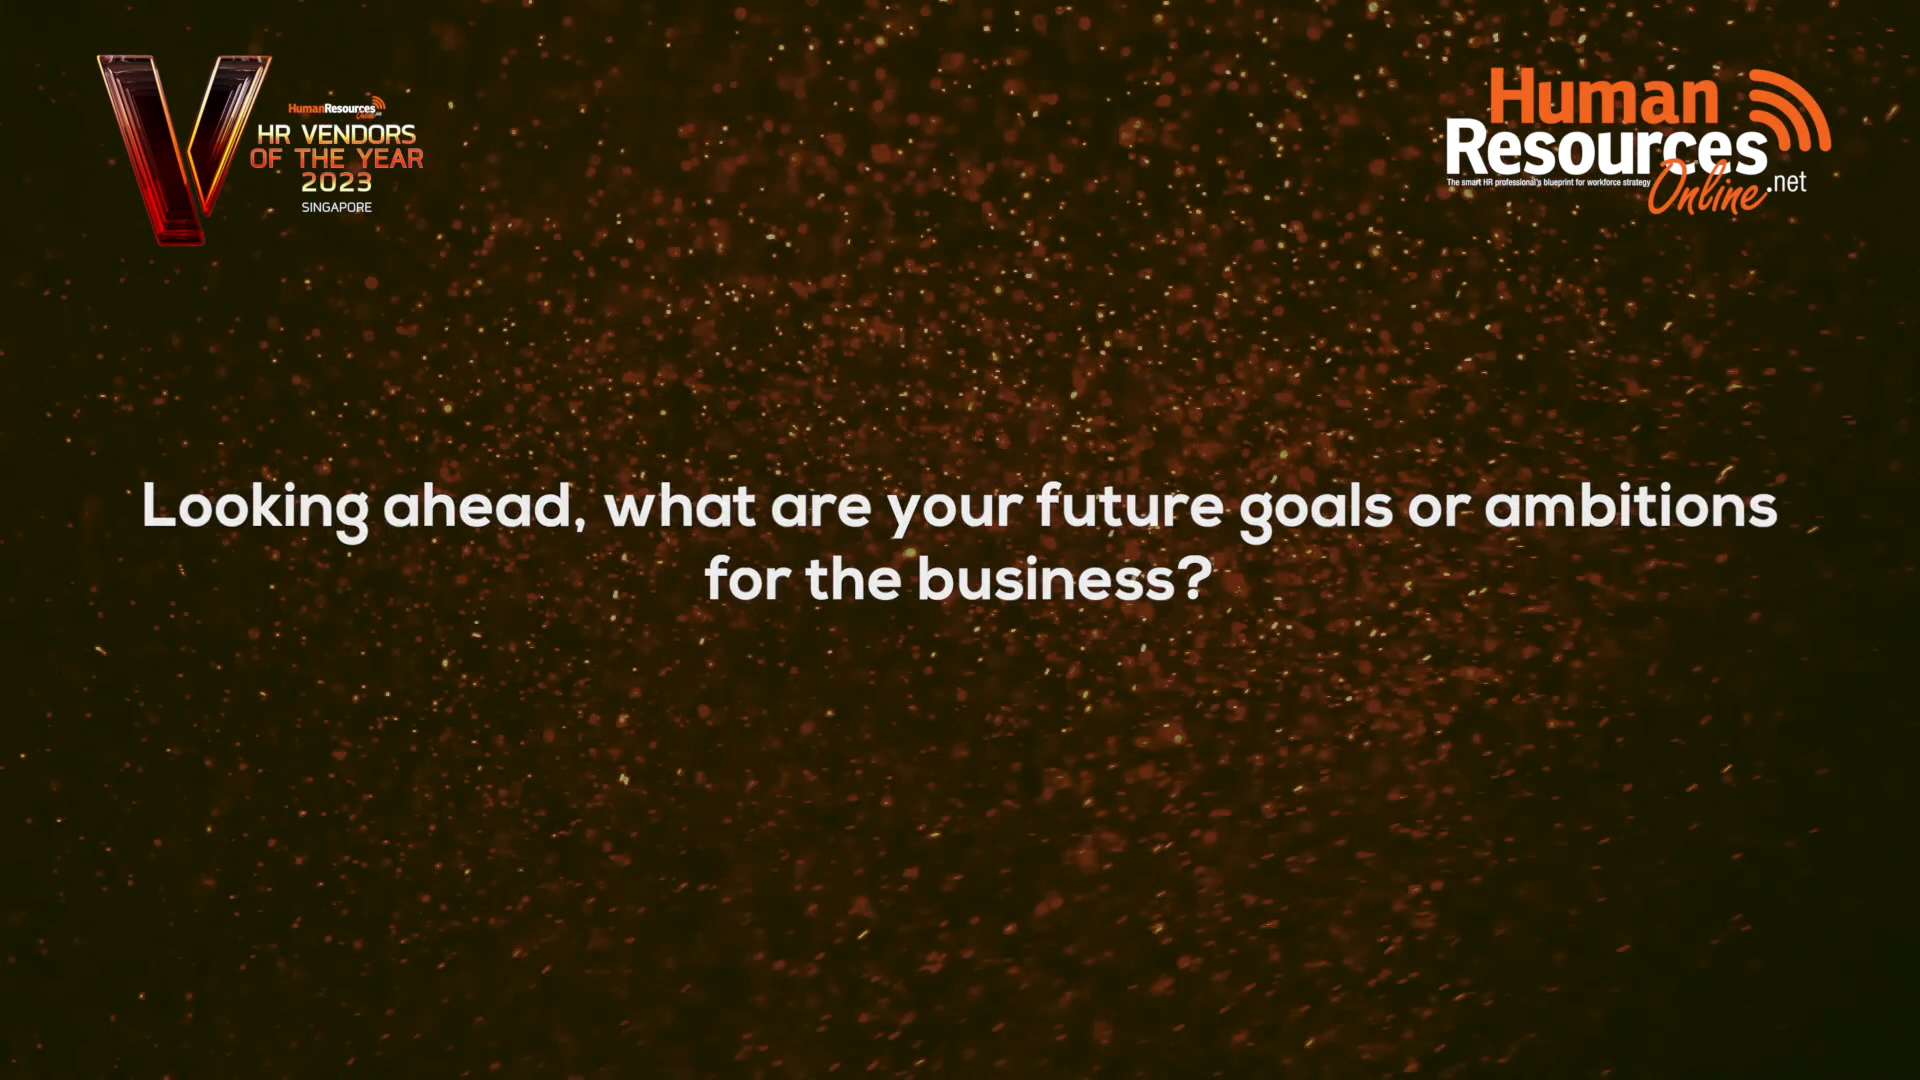 HumanResources
Online
HR VENDORS
OF THE YEAR
2023
SINGAPORE
Human
Resources
The smart HR professional's blueprint for workforce strategy
Online.net
Looking ahead, what are your future goals or ambitions
for the business?